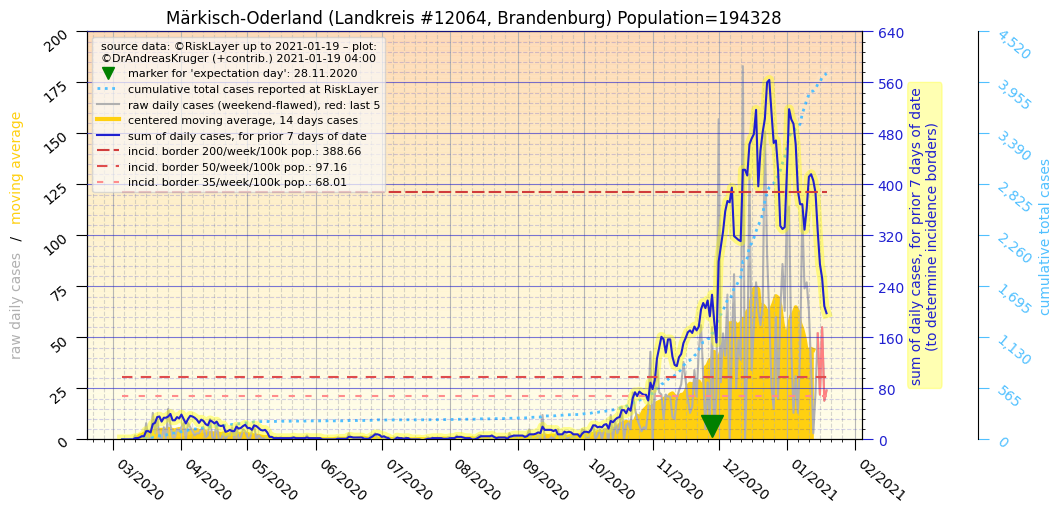 Märkisch-Oderland (Landkreis #12064, Brandenburg) Population=194328
source data: ©RiskLayer up to 2021-01-19 – plot:
©DrAndreasKruger (+contrib.) 2021-01-19 04:00
marker for 'expectation day': 28.11.2020
cumulative total cases reported at RiskLayer
raw daily cases (weekend-flawed), red: last 5
centered moving average, 14 days cases
sum of daily cases, for prior 7 days of date
incid. border 200/week/100k pop.: 388.66
incid. border 50/week/100k pop.: 97.16
incid. border 35/week/100k pop.: 68.01
raw daily cases / moving average
200
175
150
125
100
75
50
25
0
03/2020
04/2020
05/2020
06/2020
07/2020
08/2020
09/2020
10/2020
11/2020
12/2020
01/2021
02/2021
640
560
480
400
320
240
160
80
0
sum of daily cases, for prior 7 days of date
(to determine incidence borders)
4,520
3,955
3,390
2,825
2,260
1,695
1,130
565
0
cumulative total cases